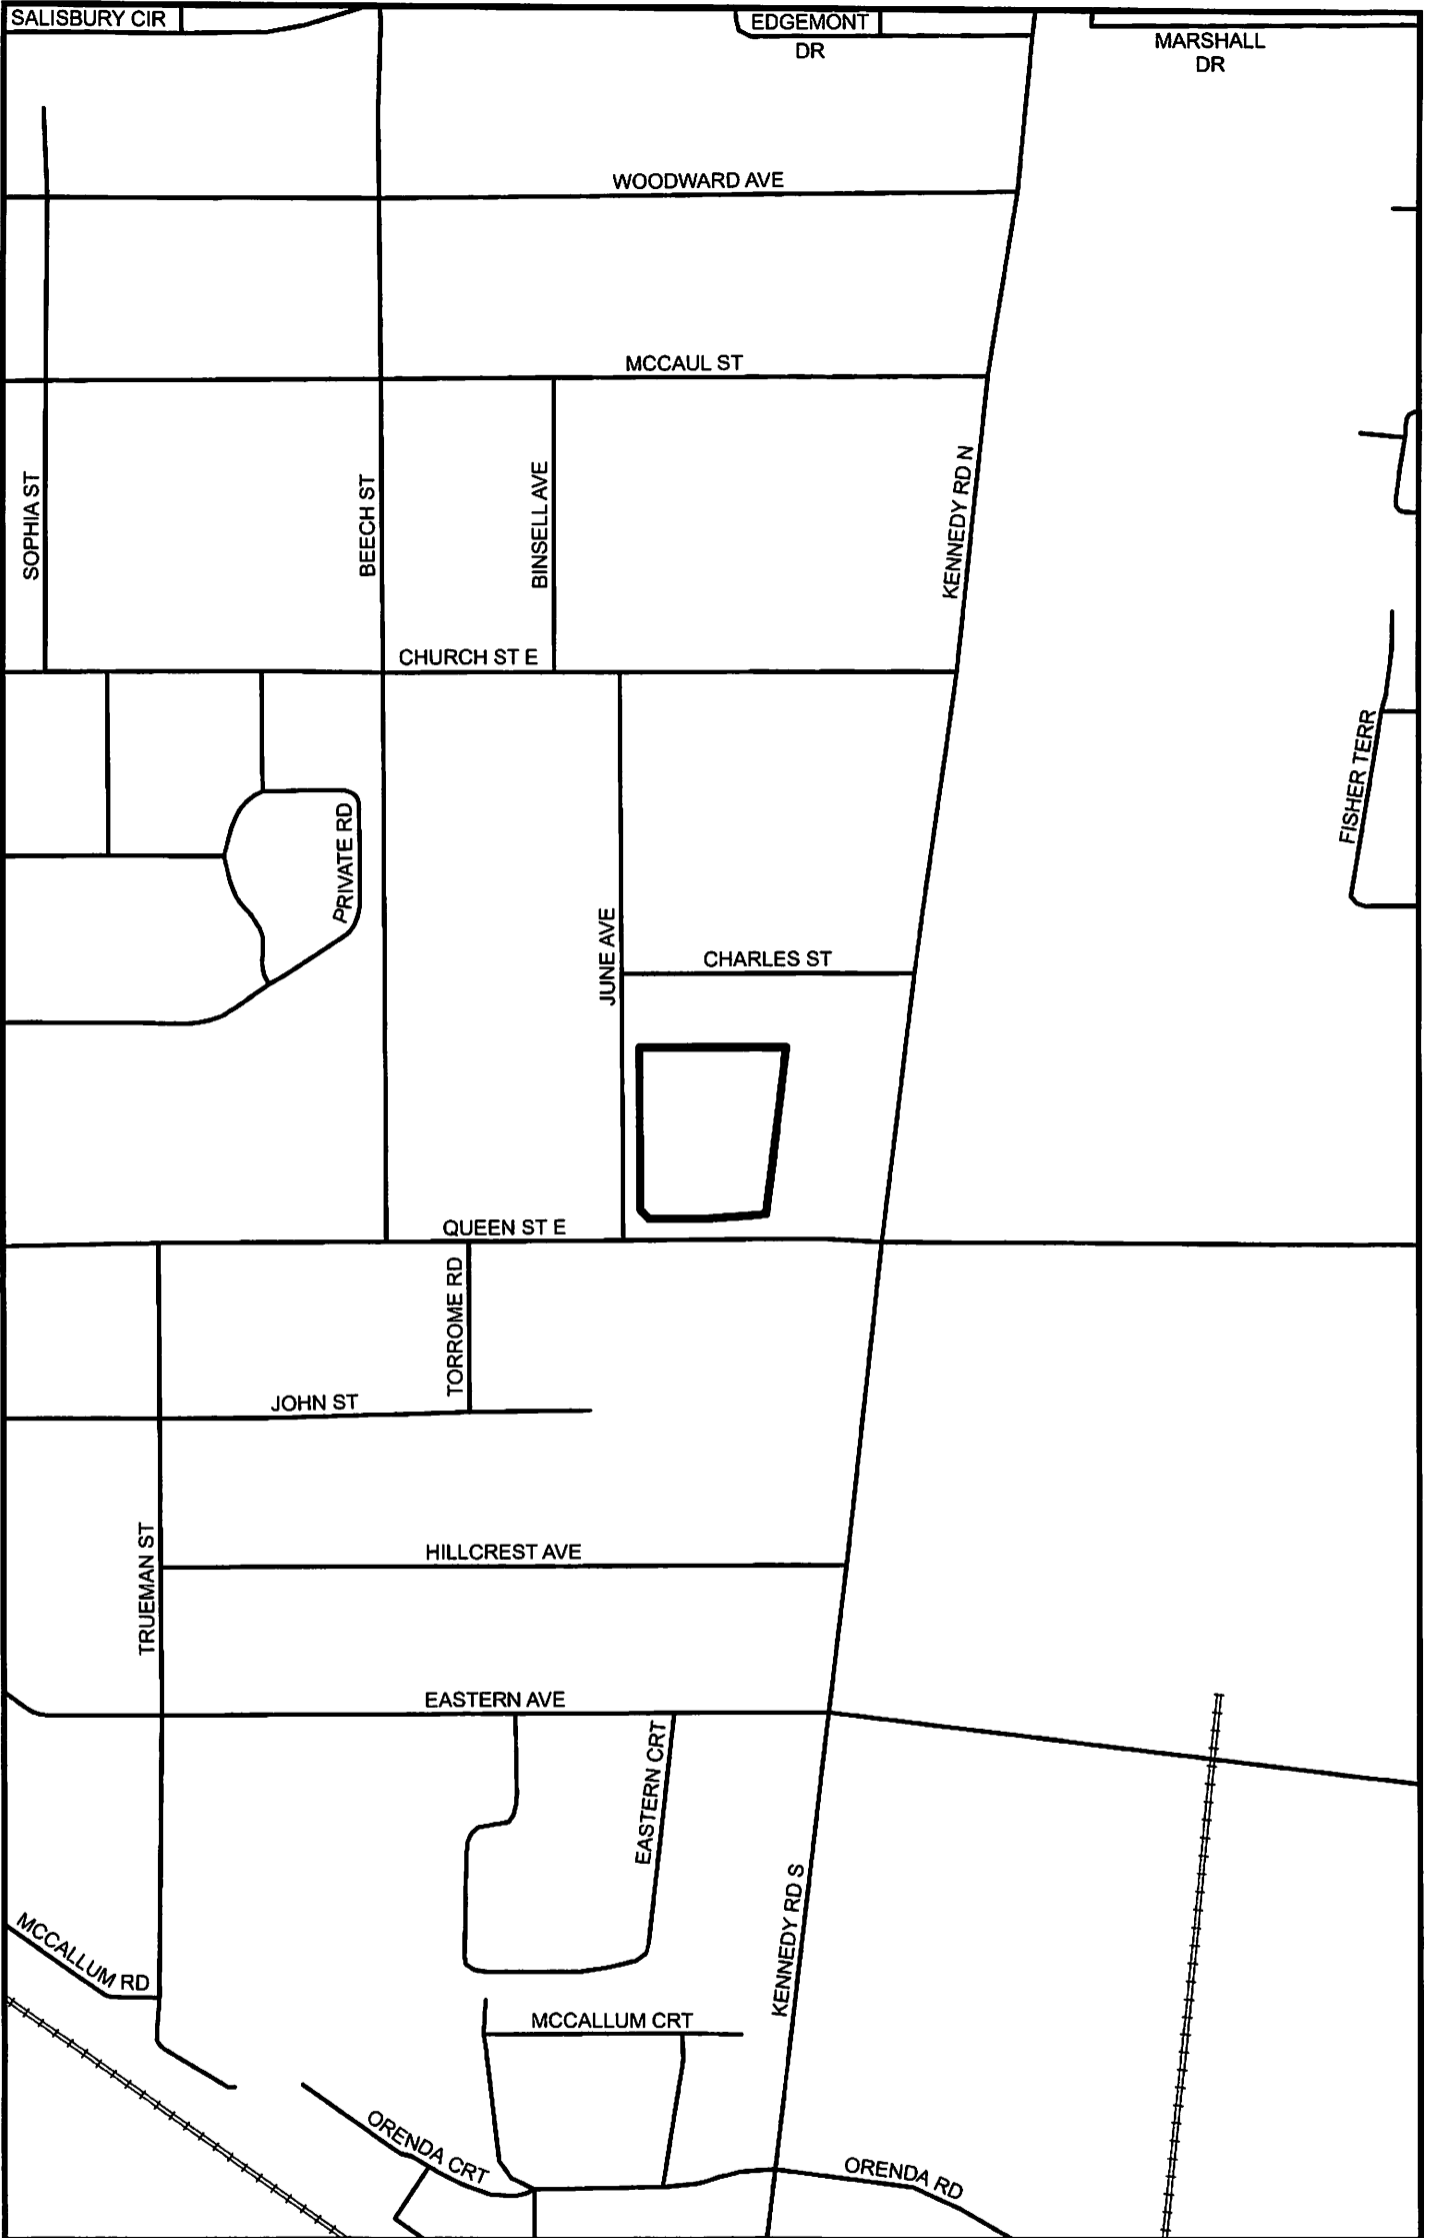 SALISBURY CIR
EDGEMONT
DR
MARSHALL
DR
WOODWARD AVE
MCCAUL ST
SOPHIA ST
BEECH ST
BINSELL AVE
KENNEDY RD N
CHURCH ST E
FISHER TERR
PRIVATE RD
JUNE AVE
CHARLES ST
QUEEN ST E
TORROME RD
JOHN ST
TRUEMAN ST
HILLCREST AVE
EASTERN AVE
EASTERN CRT
KENNEDY RD S
MCCALLUM RD
MCCALLUM CRT
ORENDA CRT
ORENDA RD